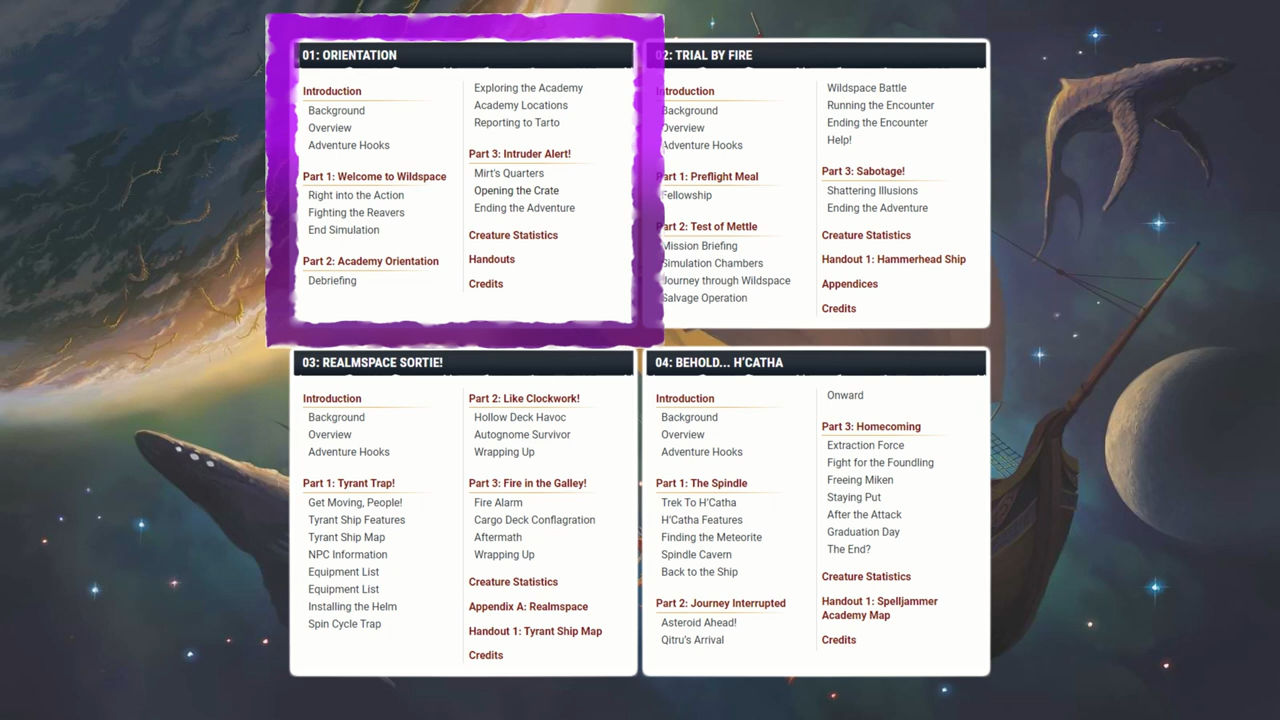 01: ORIENTATION
Introduction
Background
Overview
Adventure Hooks
Part 1: Welcome to Wildspace
Right into the Action
Fighting the Reavers
End Simulation
Part 2: Academy Orientation
Debriefing
Exploring the Academy
Academy Locations
Reporting to Tarto
Part 3: Intruder Alert!
Mirt's Quarters
Opening the Crate
Ending the Adventure
Creature Statistics
Handouts
Credits
02: TRIAL BY FIRE
Introduction
Background
Overview
Adventure Hooks
Part 1: Preflight Meal
Fellowship
Part 2: Test of Mettle
Mission Briefing
Simulation Chambers
Journey through Wildspace
Salvage Operation
Wildspace Battle
Running the Encounter
Ending the Encounter
Help!
Part 3: Sabotage!
Shattering Illusions
Ending the Adventure
Creature Statistics
Handout 1: Hammerhead Ship
Appendices
Credits
03: REALMSPACE SORTIE!
Introduction
Background
Overview
Adventure Hooks
Part 1: Tyrant Trap!
Get Moving, People!
Tyrant Ship Features
Tyrant Ship Map
NPC Information
Equipment List
Equipment List
Installing the Helm
Spin Cycle Trap
Part 2: Like Clockwork!
Hollow Deck Havoc
Autognome Survivor
Wrapping Up
Part 3: Fire in the Galley!
Fire Alarm
Cargo Deck Conflagration
Aftermath
Wrapping Up
Creature Statistics
Appendix A: Realmspace
Handout 1: Tyrant Ship Map
Credits
04: BEHOLD... H'CATHA
Introduction
Background
Overview
Adventure Hooks
Part 1: The Spindle
Trek To H'Catha
H'Catha Features
Finding the Meteorite
Spindle Cavern
Back to the Ship
Part 2: Journey Interrupted
Asteroid Ahead!
Qitru's Arrival
Onward
Part 3: Homecoming
Extraction Force
Fight for the Foundling
Freeing Miken
Staying Put
After the Attack
Graduation Day
The End?
Creature Statistics
Handout 1: Spelljammer
Academy Map
Credits